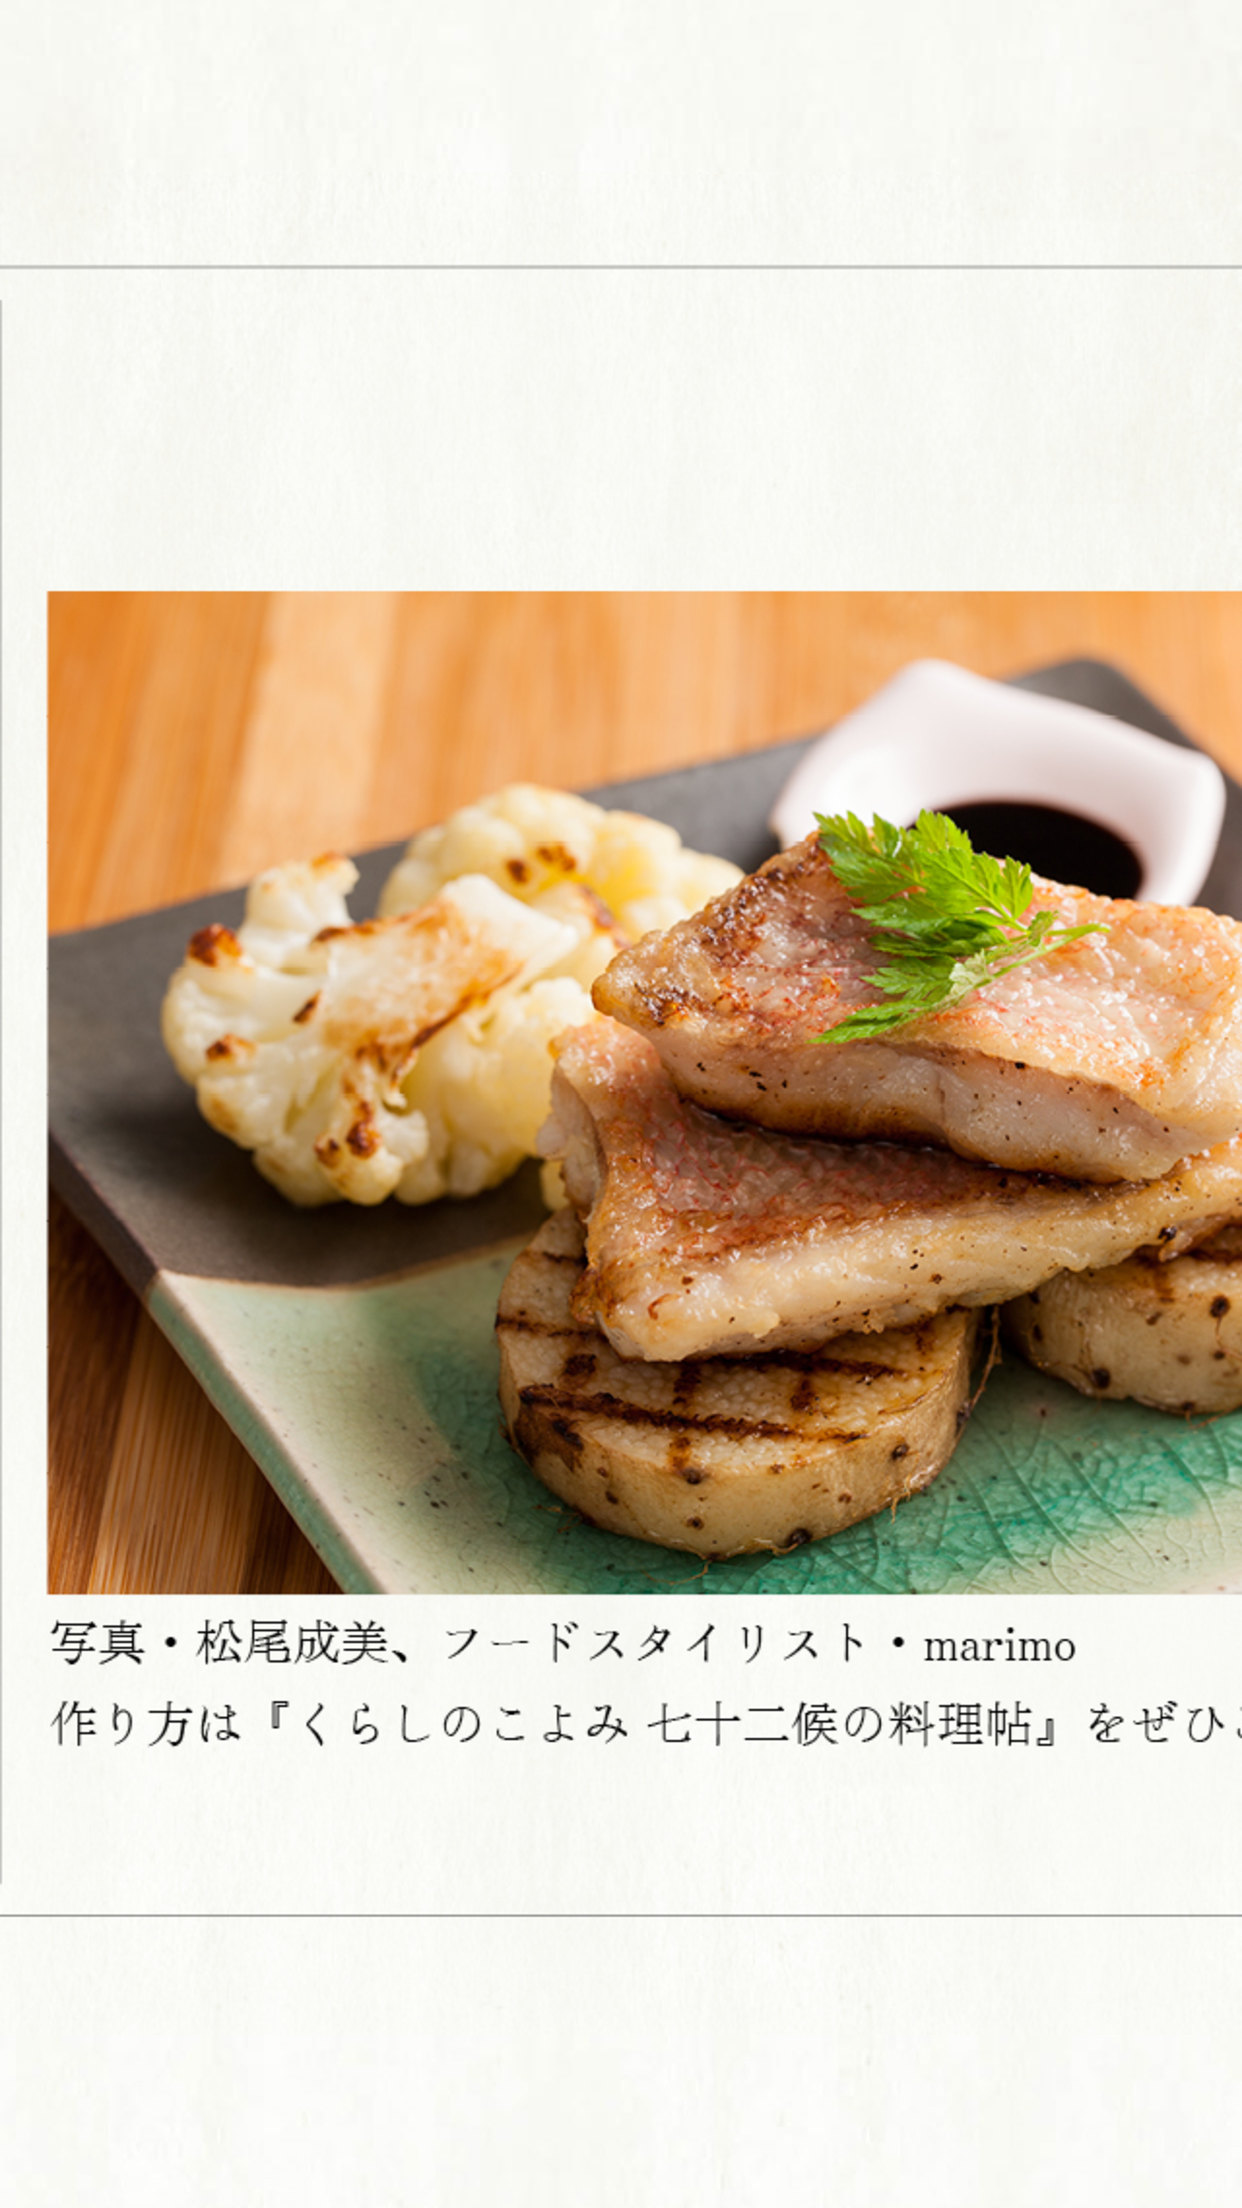 写真・松尾成美、フードスタイリスト・marimo
作り方は『くらしのこよみ 七十二候の料理帖』をぜひ